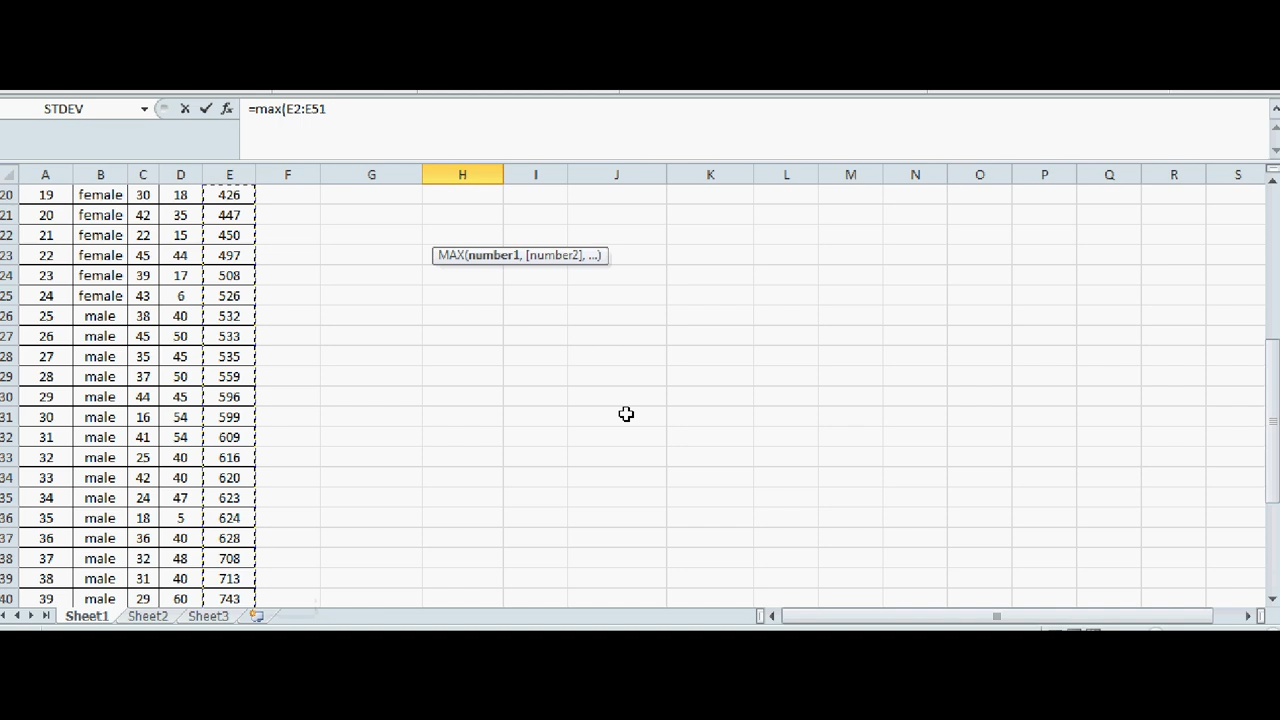 STDEV =max(E2:E51
A B C D E F G H I J K L M N O P Q R S
20 19 female 30 18 426
21 20 female 42 35 447
22 21 female 22 15 450
23 22 female 45 44 497 MAX(number1, [number2], ...)
24 23 female 39 17 508
25 24 female 43 6 526
26 25 male 38 40 532
27 26 male 45 50 533
28 27 male 35 45 535
29 28 male 37 50 559
30 29 male 44 45 596
31 30 male 16 54 599
32 31 male 41 54 609
33 32 male 25 40 616
34 33 male 42 40 620
35 34 male 24 47 623
36 35 male 18 5 624
37 36 male 36 40 628
38 37 male 32 48 708
39 38 male 31 40 713
40 39 male 29 60 743
Sheet1 Sheet2 Sheet3